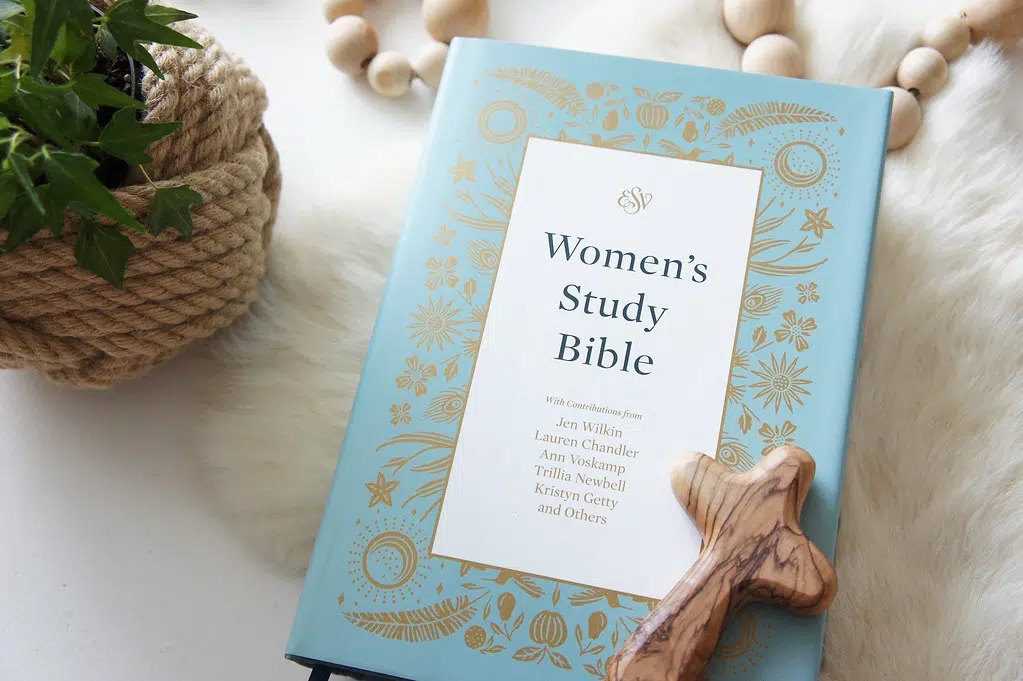 ESV
Women's
Study
Bible
With Contributions from
Jen Wilkin
Lauren Chandler
Ann Voskamp
Trillia Newbell
Kristyn Getty
and Others